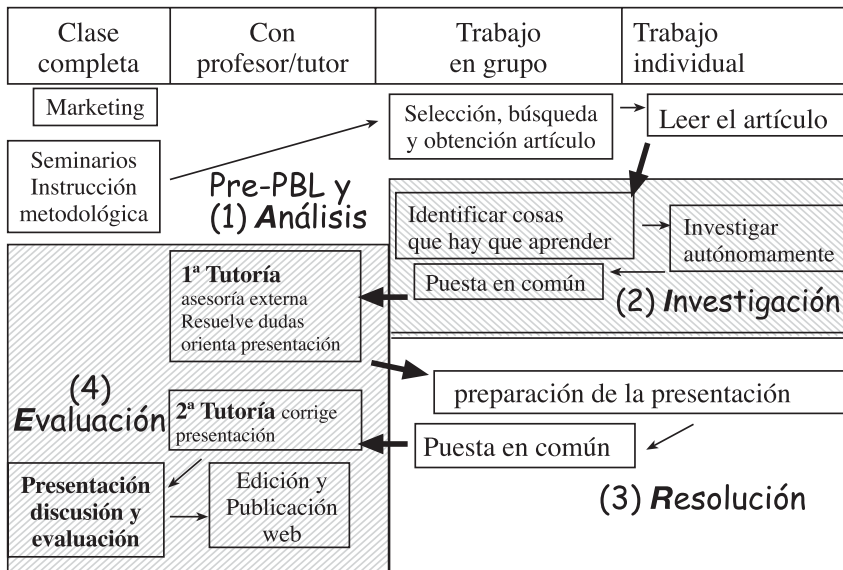 Clase
completa
Con
profesor/tutor
Trabajo
en grupo
Trabajo
individual
Marketing
Selección, búsqueda
y obtención artículo
Leer el artículo
Seminarios
Instrucción
metodológica
Pre-PBL y
(1) Análisis
Identificar cosas
que hay que aprender
Investigar
autónomamente
Puesta en común
(2) Investigación
1ª Tutoría
asesoría externa
Resuelve dudas
orienta presentación
preparación de la presentación
(4)
Evaluación
2ª Tutoría corrige
presentación
Puesta en común
(3) Resolución
Presentación
discusión y
evaluación
Edición y
Publicación
web